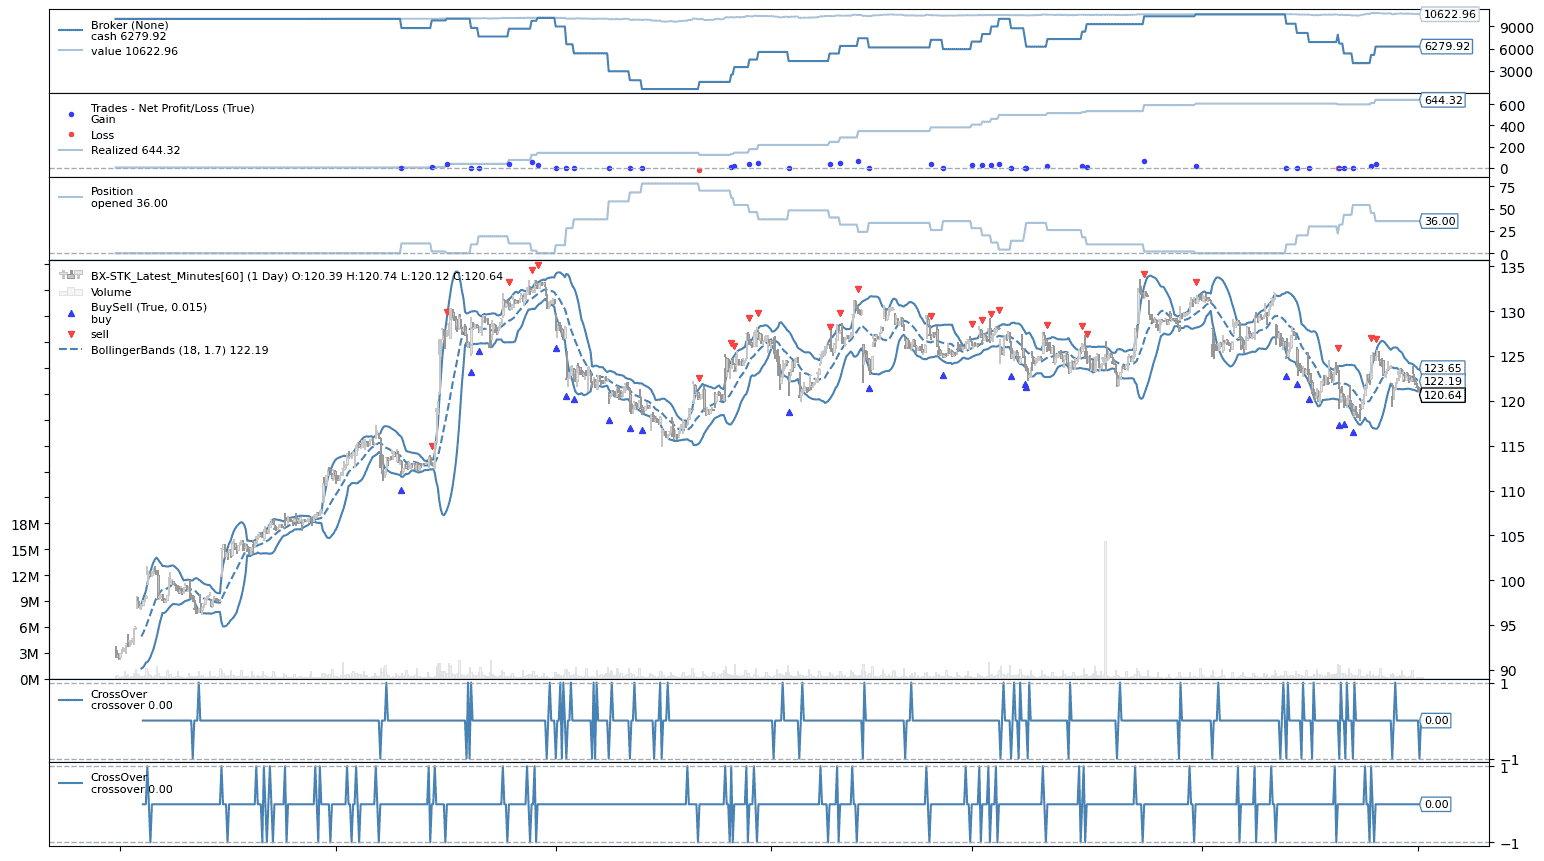 Broker (None)
cash 6279.92
value 10622.96
10622.96
9000
6279.92
6000
3000
Trades - Net Profit/Loss (True)
Gain
Loss
Realized 644.32
644.32
600
400
200
0
Position
opened 36.00
75
50
36.00
25
0
BX-STK_Latest_Minutes[60] (1 Day) O:120.39 H:120.74 L:120.12 C:120.64
Volume
BuySell (True, 0.015)
buy
sell
BollingerBands (18, 1.7) 122.19
135
130
125
123.65
122.19
120.64
120
115
110
105
100
95
90
18M
15M
12M
9M
6M
3M
0M
CrossOver
crossover 0.00
1
0.00
−1
CrossOver
crossover 0.00
1
0.00
−1